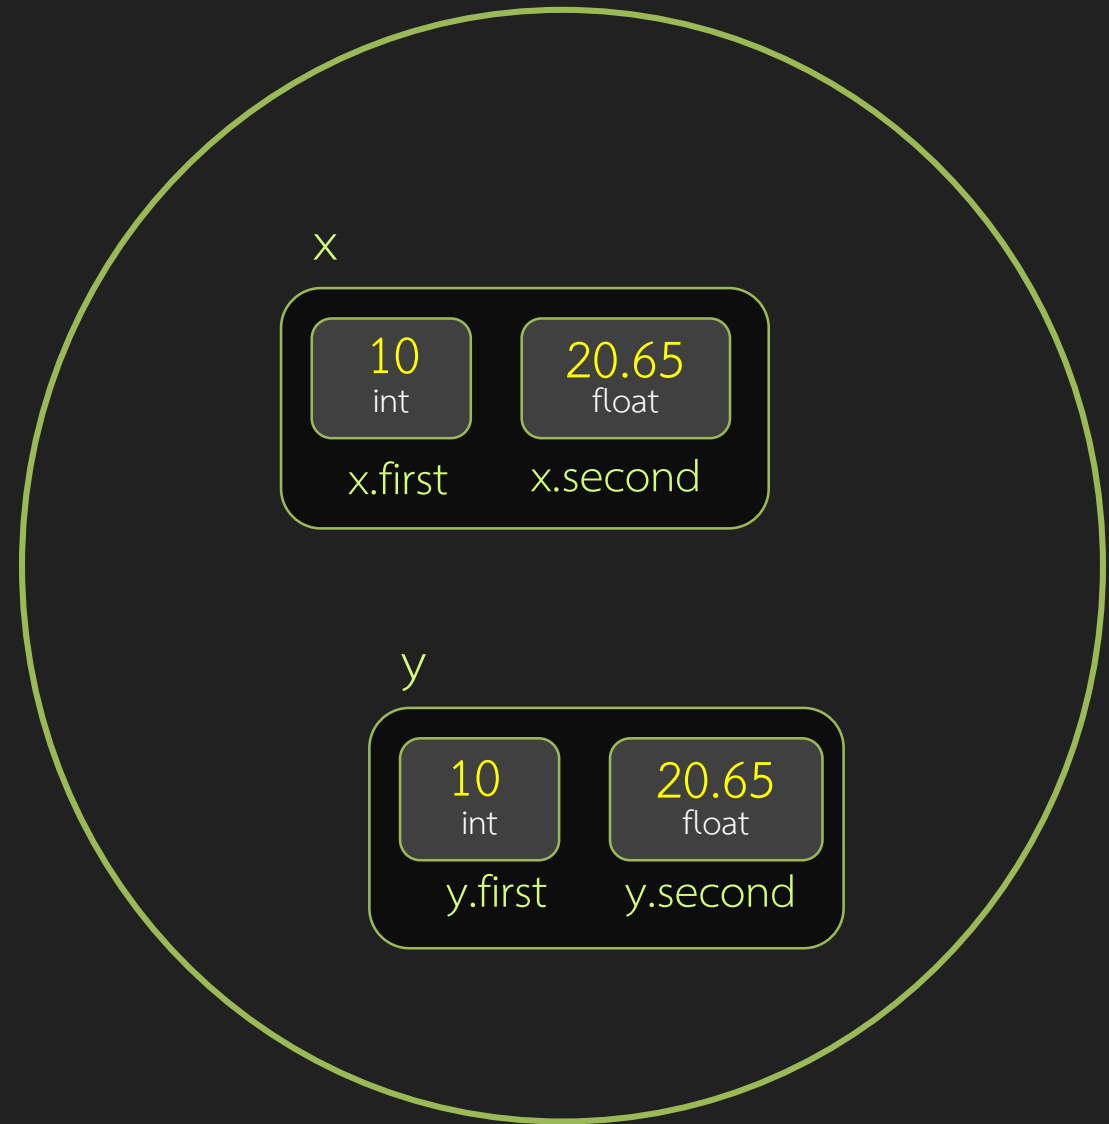 x
10 20.65
int float
x.first x.second
y
10 20.65
int float
y.first y.second